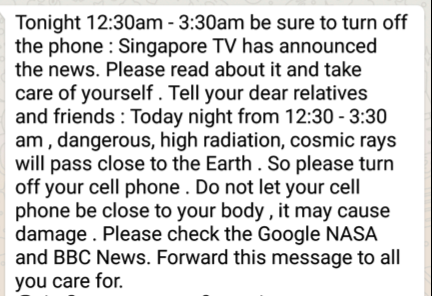 Tonight 12:30am - 3:30am be sure to turn off
the phone : Singapore TV has announced
the news. Please read about it and take
care of yourself . Tell your dear relatives
and friends : Today night from 12:30 - 3:30
am , dangerous, high radiation, cosmic rays
will pass close to the Earth . So please turn
off your cell phone . Do not let your cell
phone be close to your body , it may cause
damage . Please check the Google NASA
and BBC News. Forward this message to all
you care for.